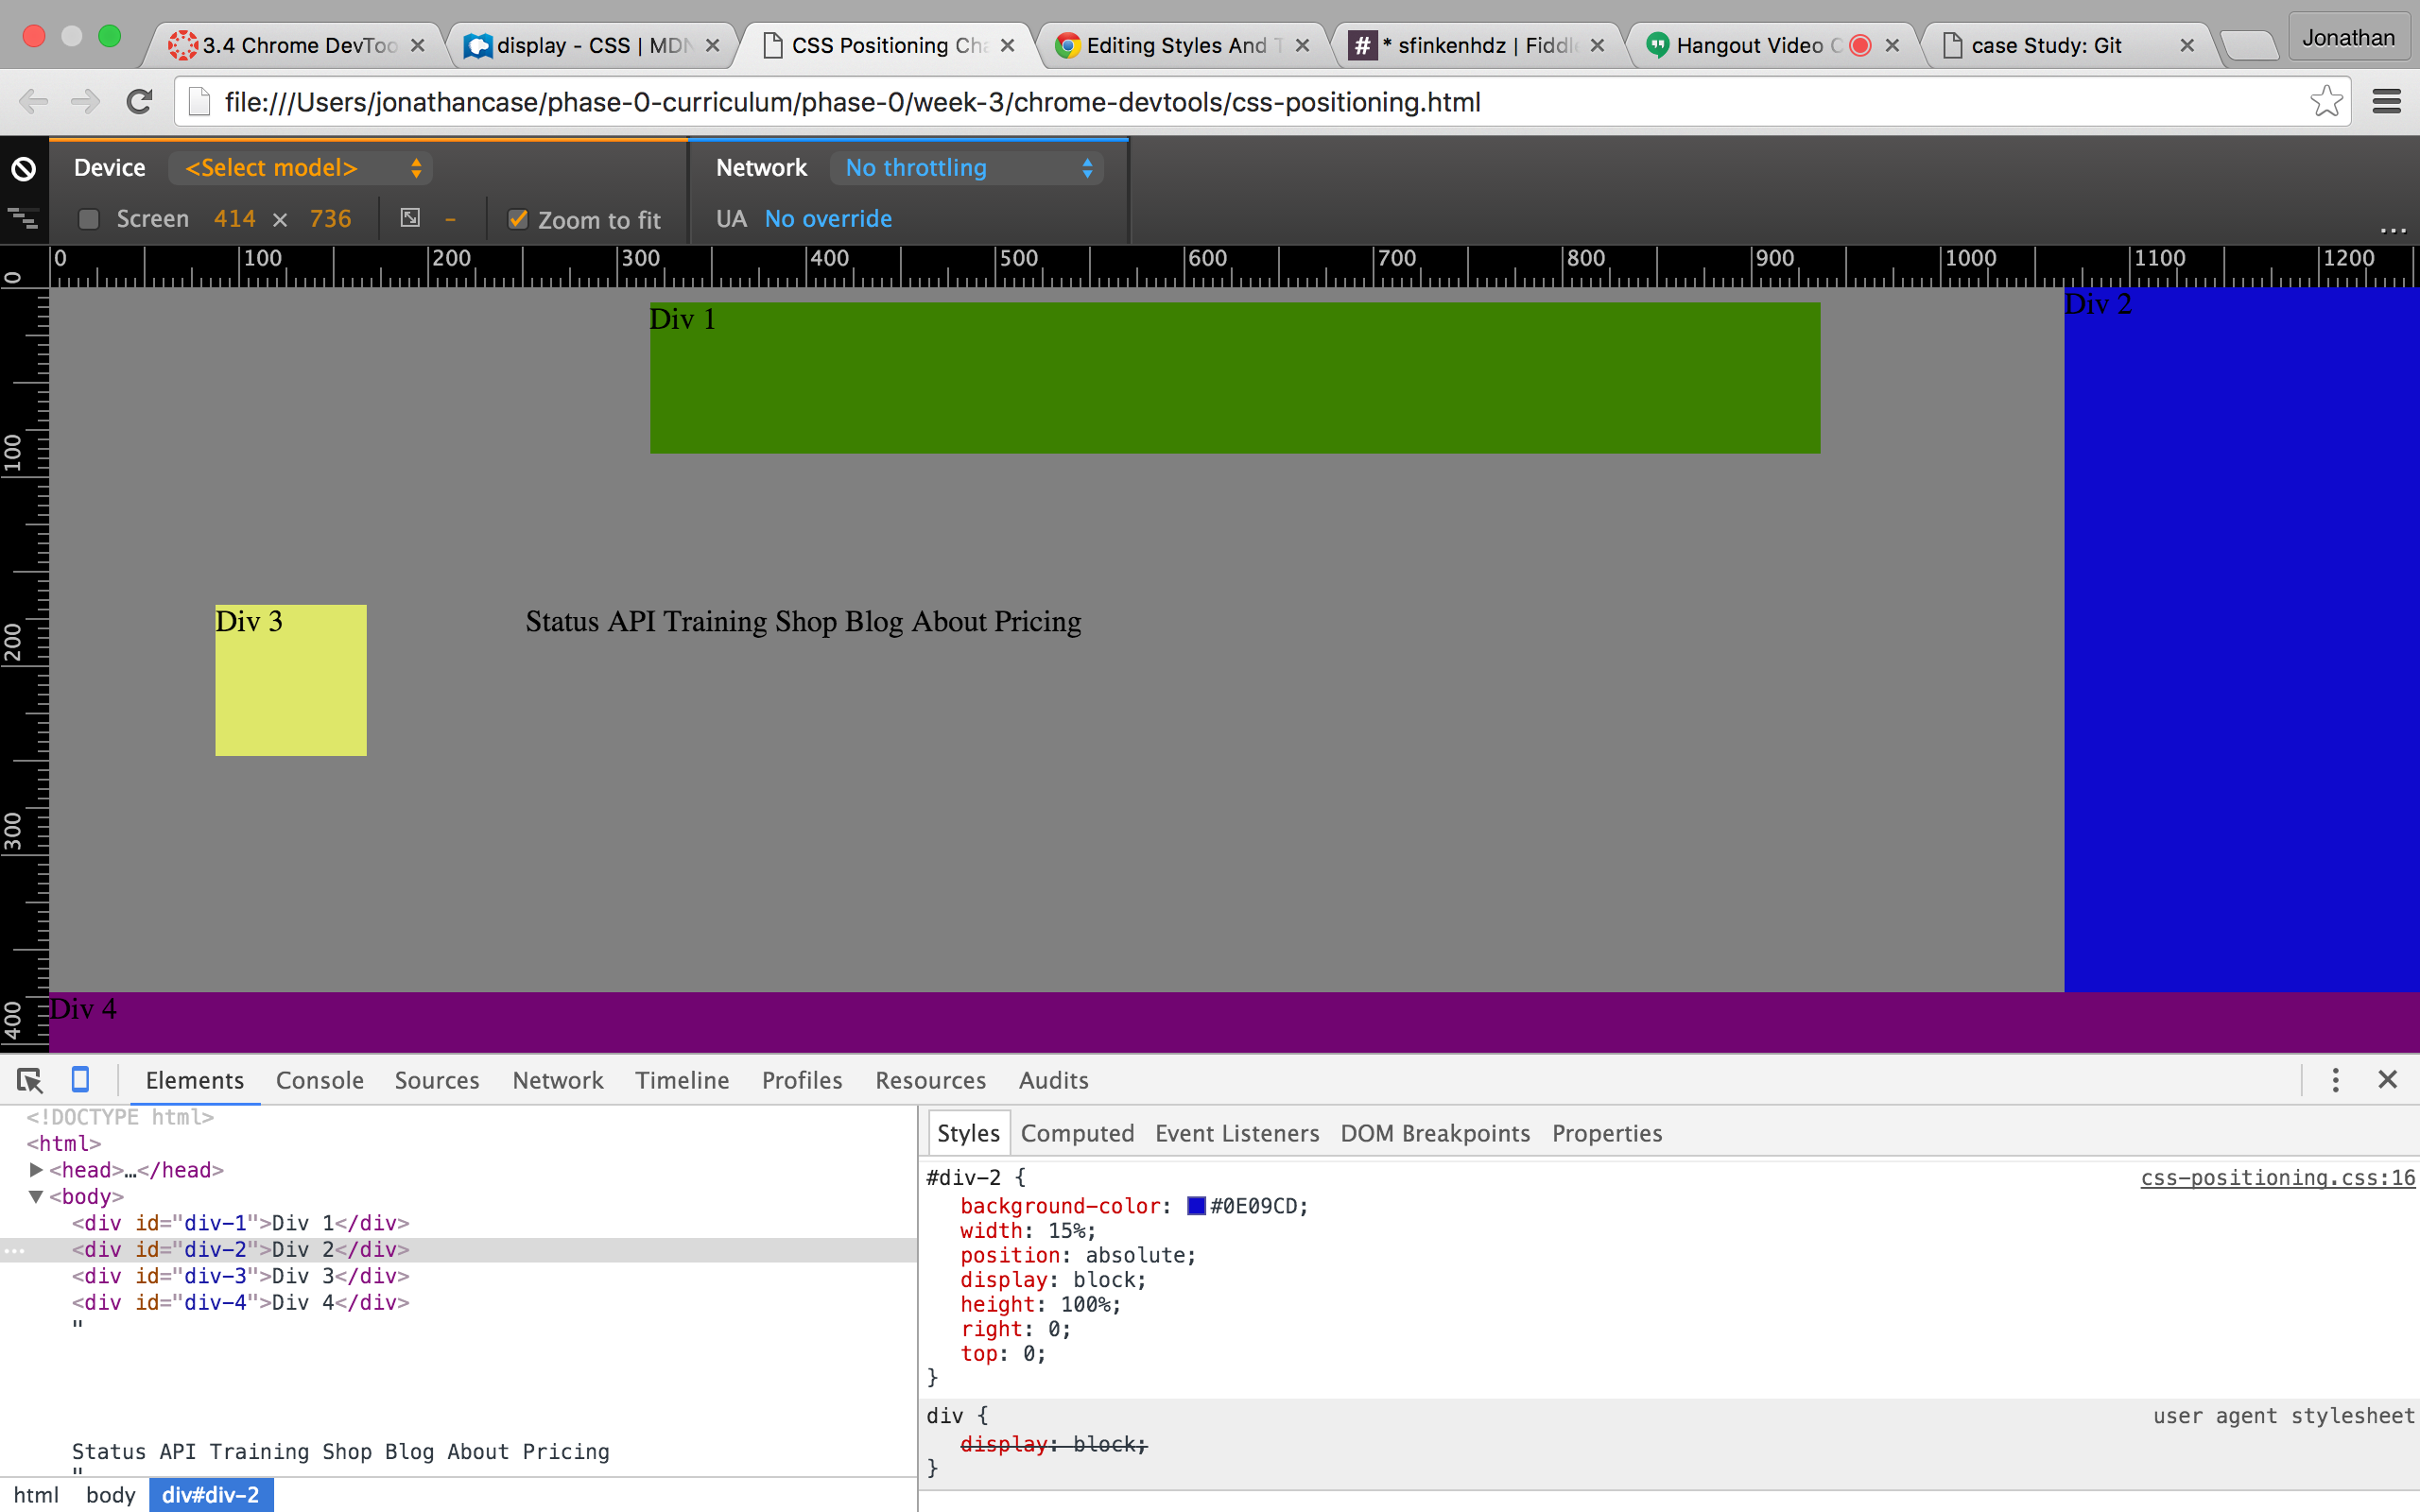 3.4 Chrome DevToo
display - CSS | MDN
CSS Positioning Cha
Editing Styles And T
# * sfinkenhdz | Fiddle
Hangout Video C
case Study: Git
Jonathan
file:///Users/jonathancase/phase-0-curriculum/phase-0/week-3/chrome-devtools/css-positioning.html
Device <Select model> Network No throttling
Screen 414 × 736 - Zoom to fit UA No override ...
0 100 200 300 400 500 600 700 800 900 1000 1100 1200
0
100
200
300
400
Div 1
Div 2
Div 3
Status API Training Shop Blog About Pricing
Div 4
Elements Console Sources Network Timeline Profiles Resources Audits
<!DOCTYPE html>
<html>
<head>…</head>
<body>
<div id="div-1">Div 1</div>
... <div id="div-2">Div 2</div>
<div id="div-3">Div 3</div>
<div id="div-4">Div 4</div>
"
Status API Training Shop Blog About Pricing
"
html body div#div-2
Styles Computed Event Listeners DOM Breakpoints Properties
#div-2 { css-positioning.css:16
background-color: #0E09CD;
width: 15%;
position: absolute;
display: block;
height: 100%;
right: 0;
top: 0;
}
div { user agent stylesheet
display: block;
}